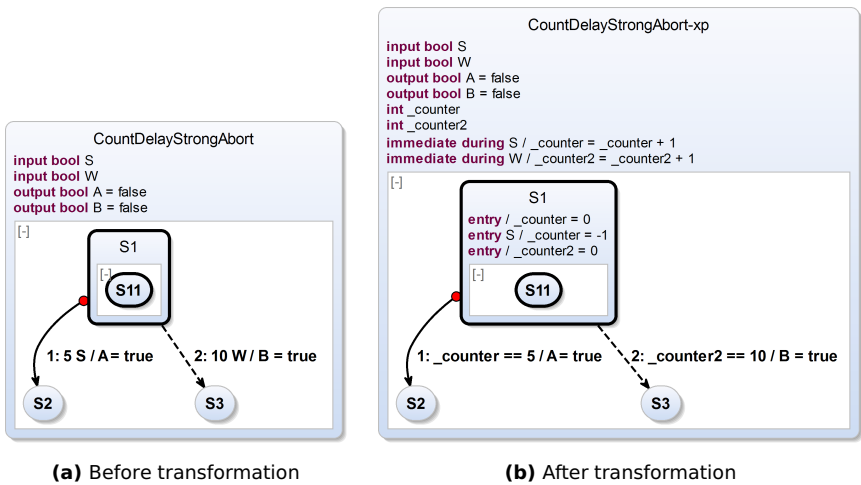 CountDelayStrongAbort
input bool S
input bool W
output bool A = false
output bool B = false
[-]
S1
[-]
S11
1: 5 S / A = true
2: 10 W / B = true
S2
S3
(a) Before transformation
CountDelayStrongAbort-xp
input bool S
input bool W
output bool A = false
output bool B = false
int _counter
int _counter2
immediate during S / _counter = _counter + 1
immediate during W / _counter2 = _counter2 + 1
[-]
S1
entry / _counter = 0
entry S / _counter = -1
entry / _counter2 = 0
[-]
S11
1: _counter == 5 / A = true
2: _counter2 == 10 / B = true
S2
S3
(b) After transformation